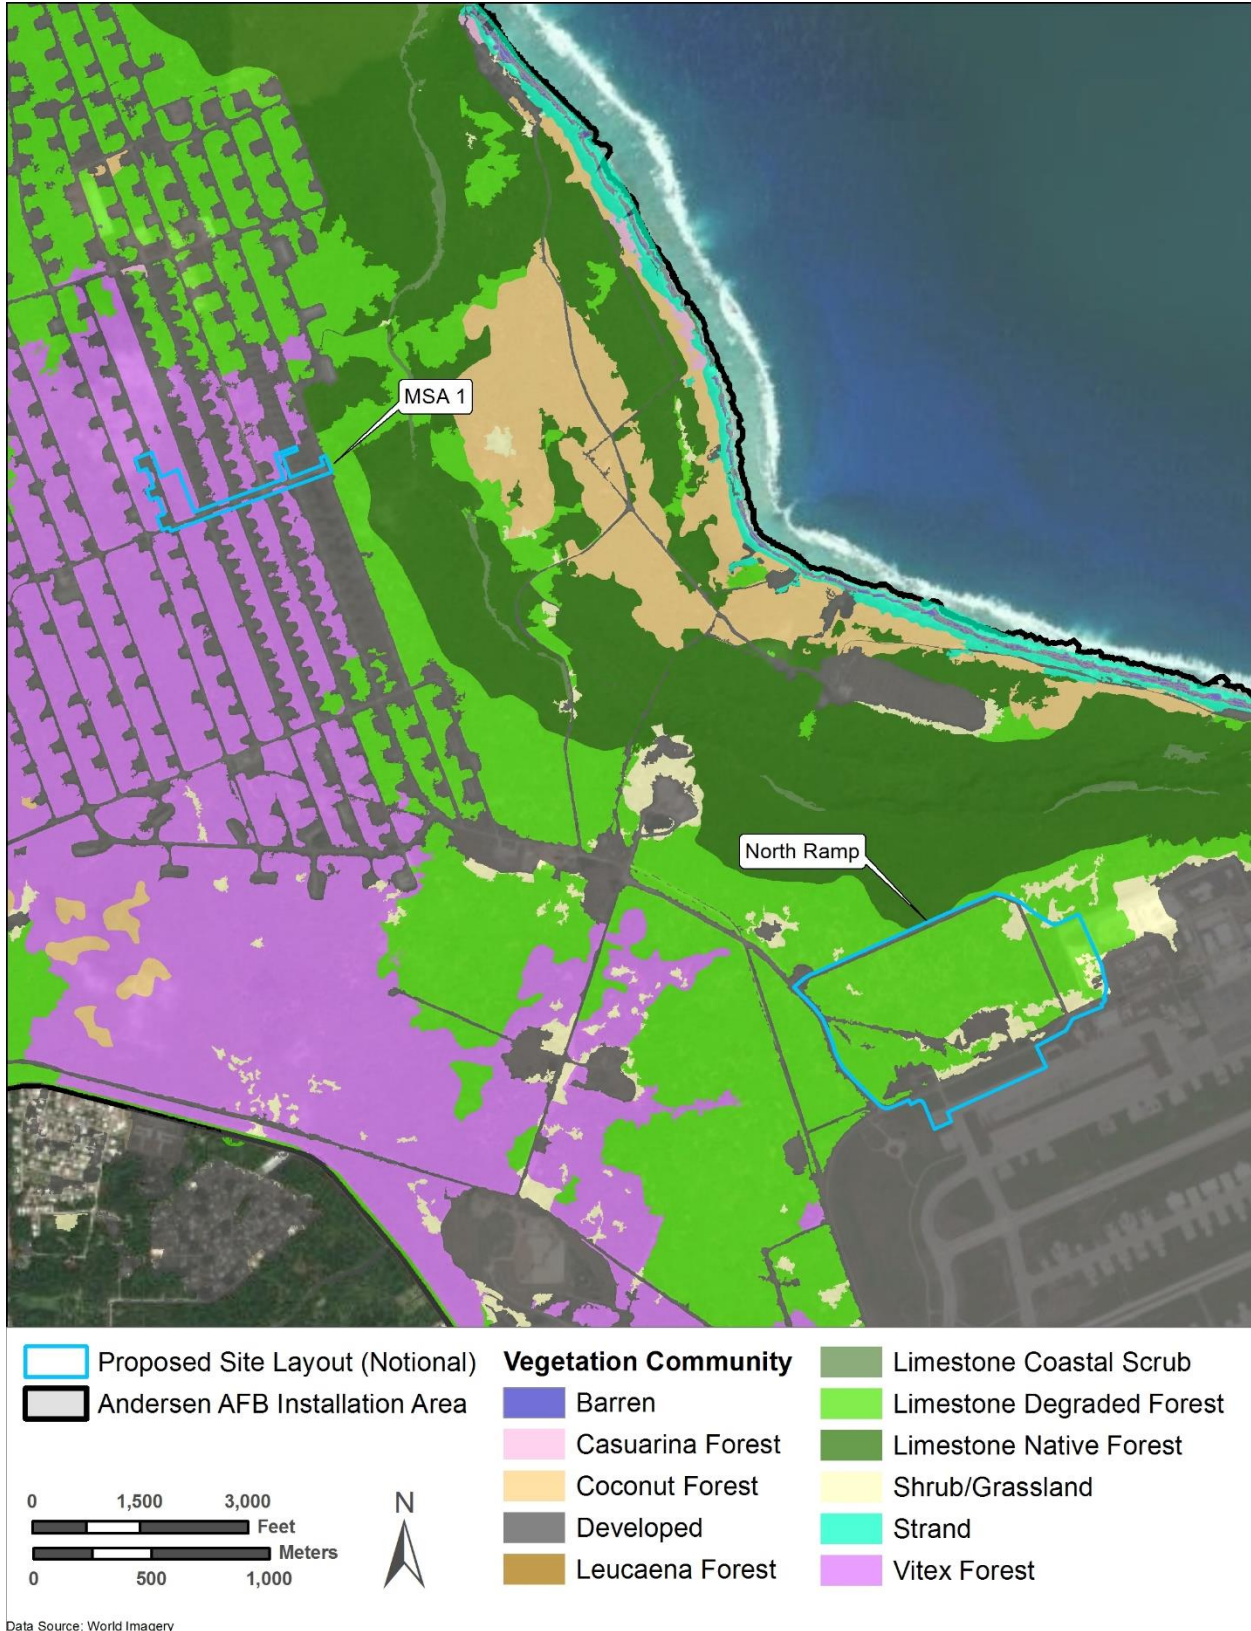 MSA 1
North Ramp
Proposed Site Layout (Notional)
Andersen AFB Installation Area
0 1,500 3,000
Feet
Meters
0 500 1,000
N
Vegetation Community
Barren
Casuarina Forest
Coconut Forest
Developed
Leucaena Forest
Limestone Coastal Scrub
Limestone Degraded Forest
Limestone Native Forest
Shrub/Grassland
Strand
Vitex Forest
Data Source: World Imagery